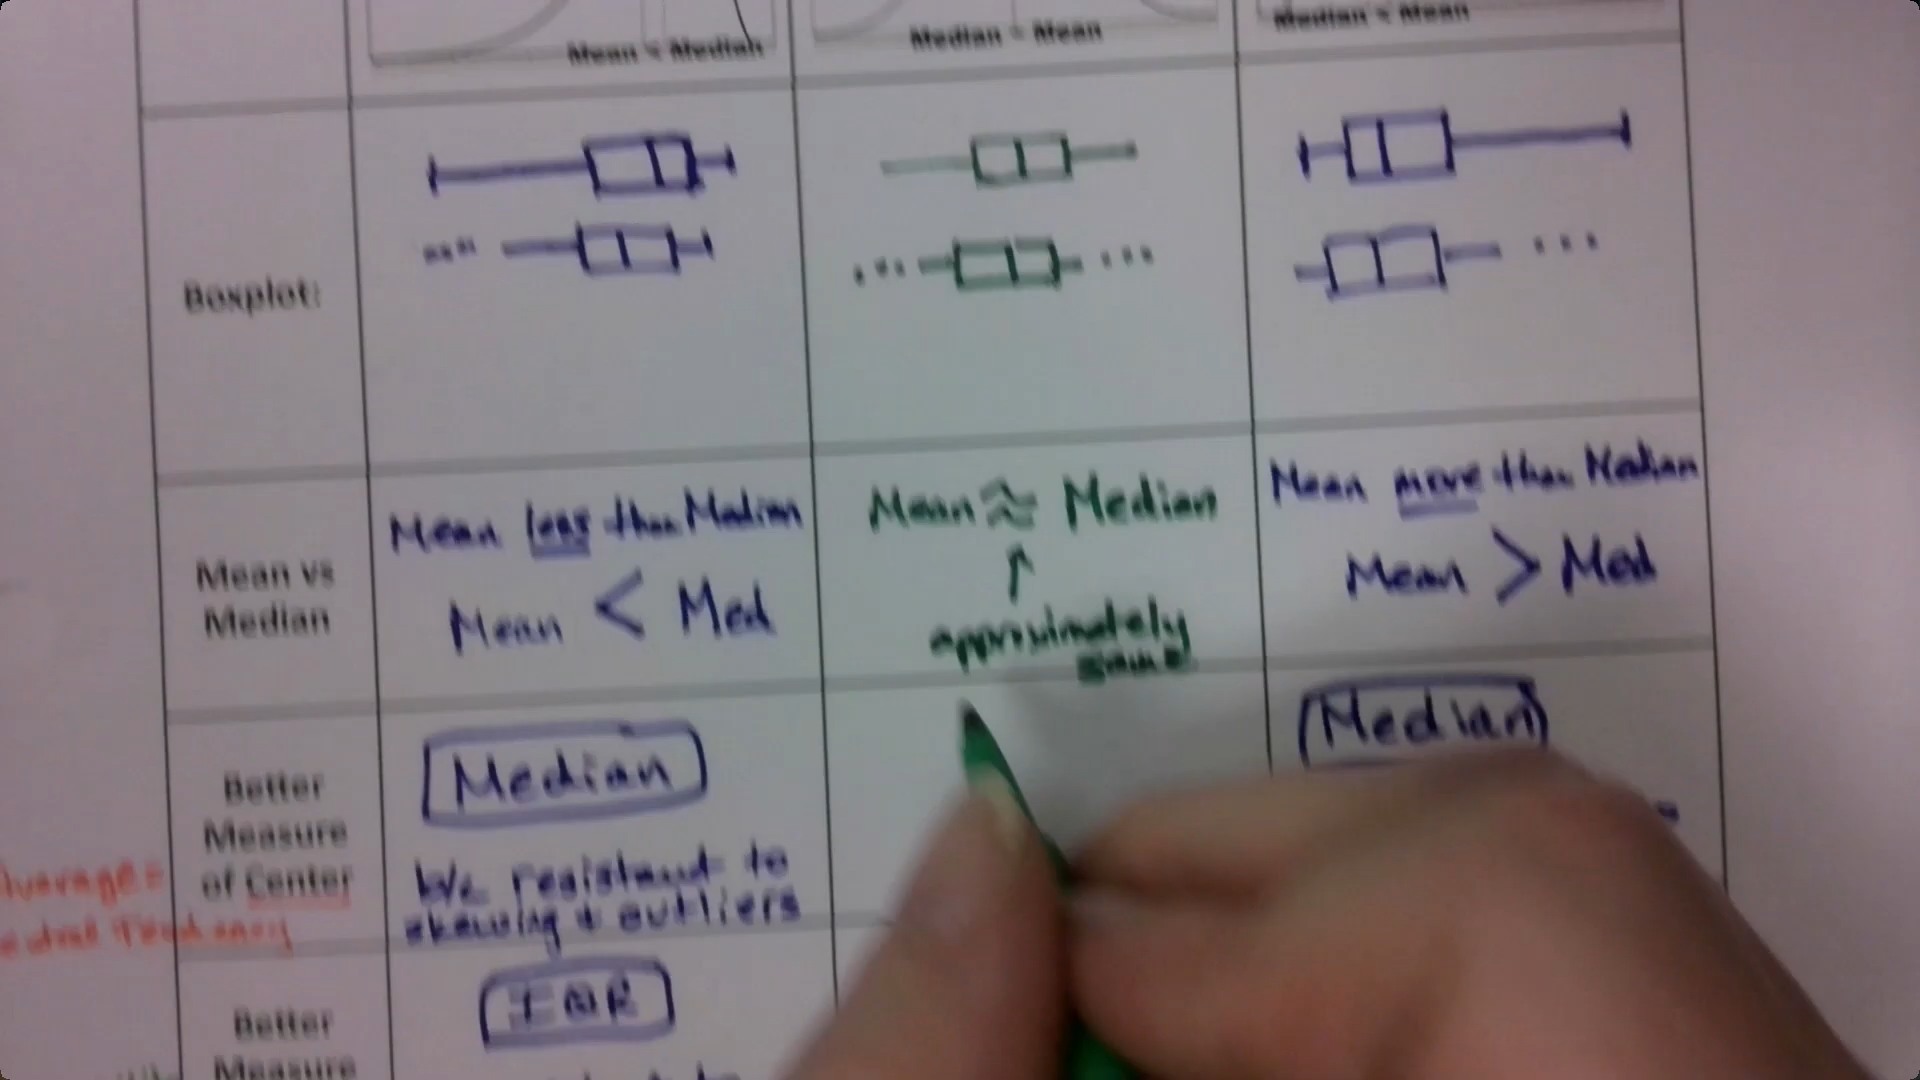 Mean < Median
Median ≈ Mean
Median < Mean
Boxplot:
Mean vs
Median
Mean less than Median
Mean < Med
Mean ≈ Median
↑
approximately
same
Mean more than Median
Mean > Med
Better
Measure
of Center
Average =
Tendency
Median
b/c resistant to
skewing + outliers
Median
Better
Measure
IQR